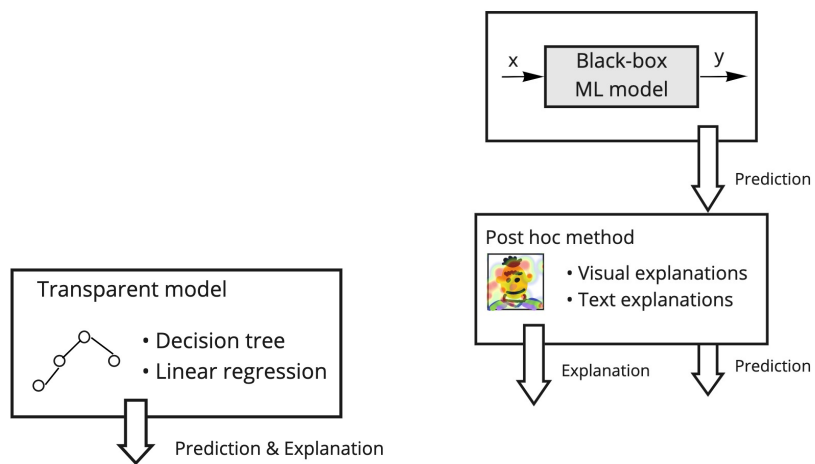 x
Black-box
ML model
y
Prediction
Post hoc method
• Visual explanations
• Text explanations
Explanation
Prediction
Transparent model
• Decision tree
• Linear regression
Prediction & Explanation